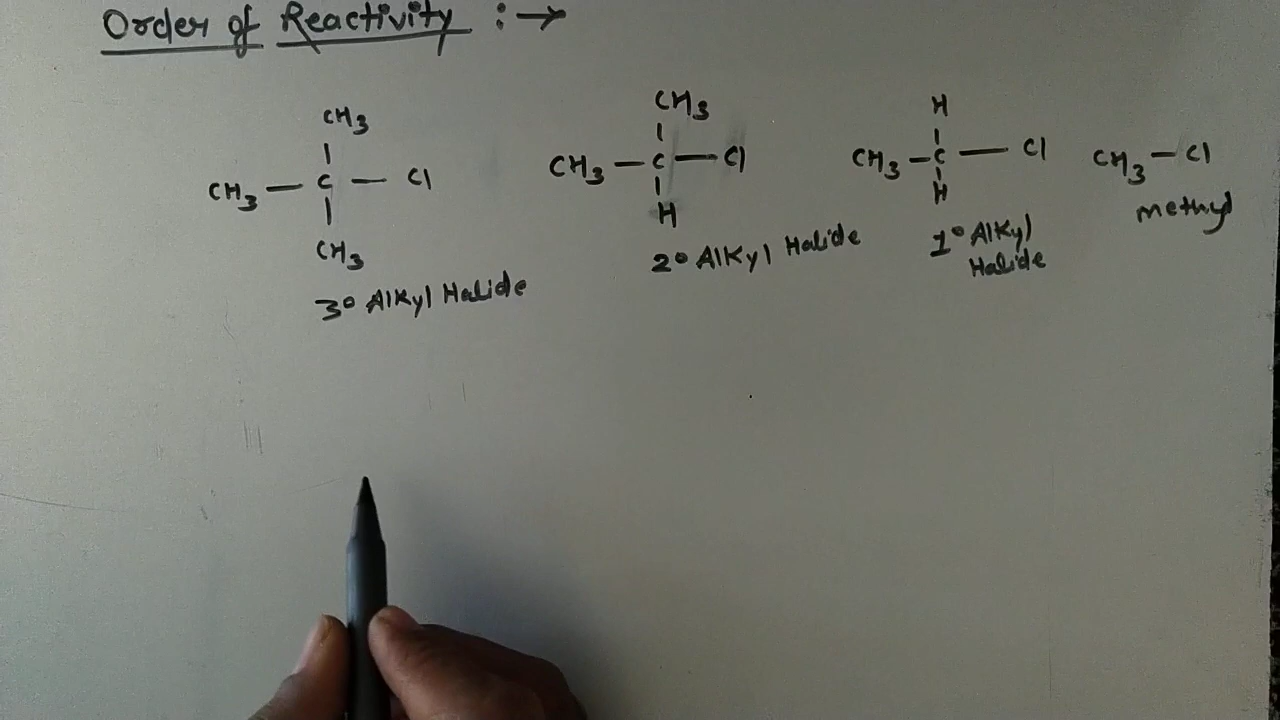 Order of Reactivity :→
CH3
|
CH3 — C — Cl
|
CH3
3° Alkyl Halide
CH3
|
CH3 — C — Cl
|
H
2° Alkyl Halide
H
|
CH3 — C — Cl
|
H
1° Alkyl
Halide
CH3 — Cl
methyl